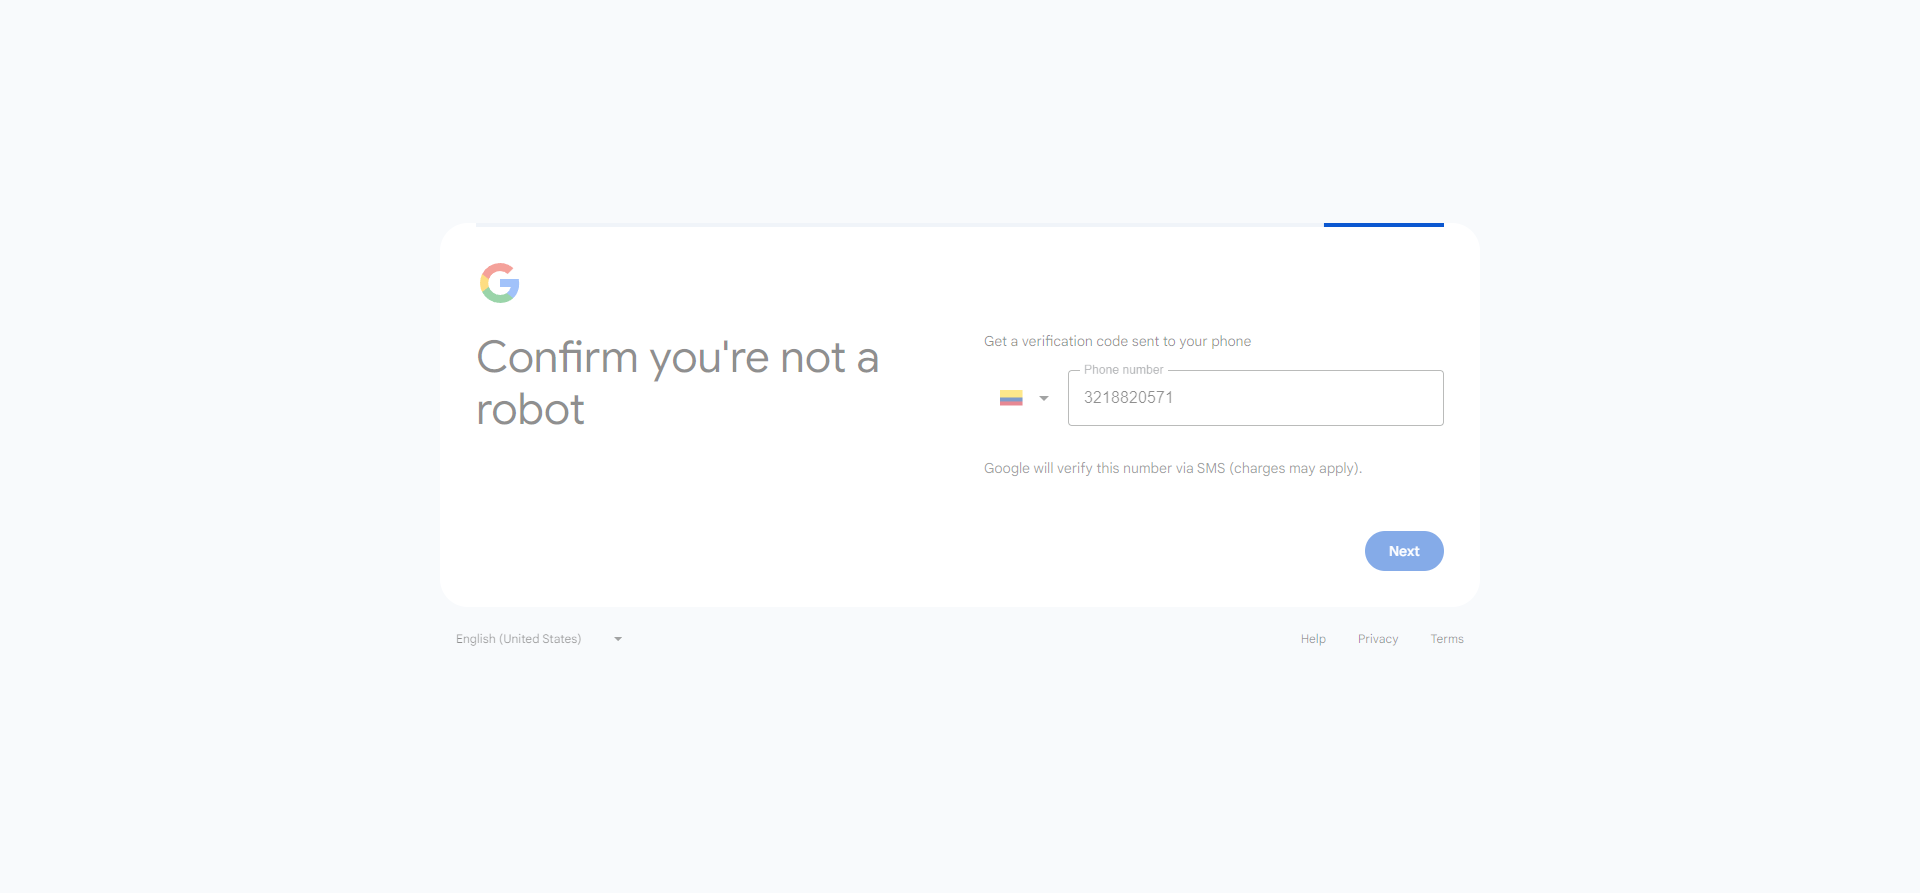 Confirm you're not a
robot
Get a verification code sent to your phone
Phone number
3218820571
Google will verify this number via SMS (charges may apply).
Next
English (United States)
Help Privacy Terms